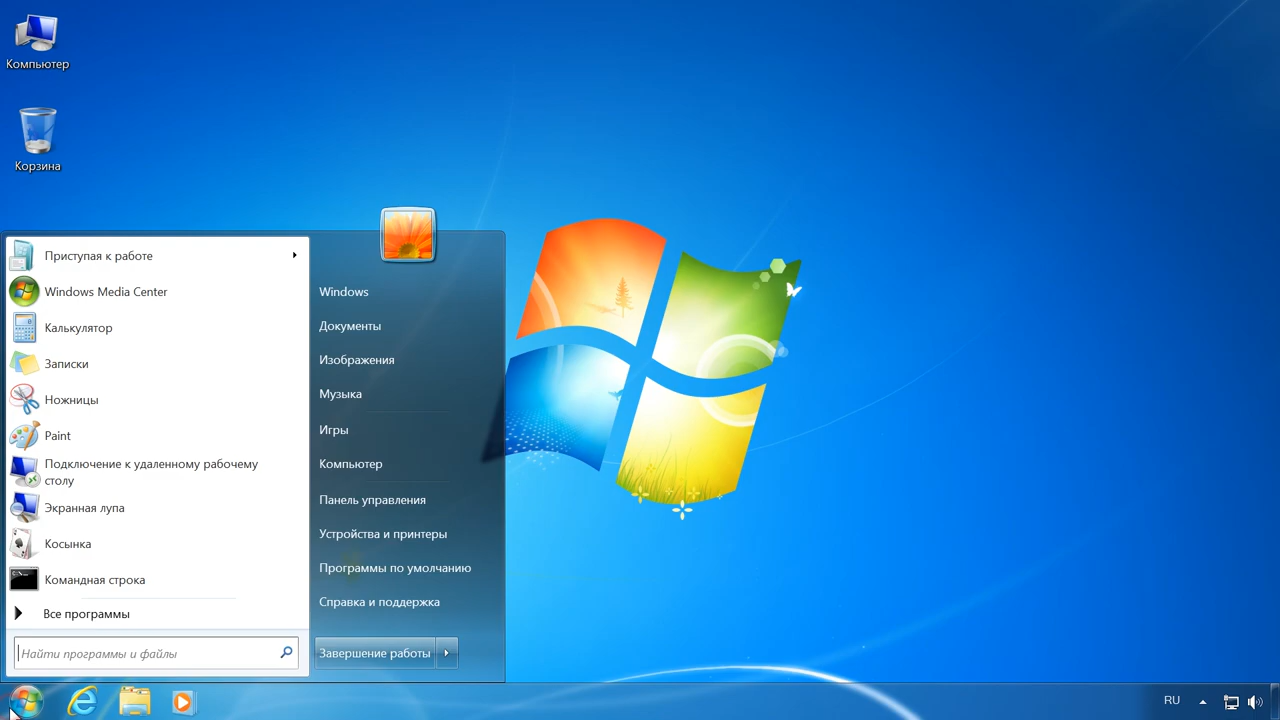 Компьютер
Корзина
Приступая к работе
Windows Media Center
Калькулятор
Записки
Ножницы
Paint
Подключение к удаленному рабочему
столу
Экранная лупа
Косынка
Командная строка
Все программы
Найти программы и файлы
Windows
Документы
Изображения
Музыка
Игры
Компьютер
Панель управления
Устройства и принтеры
Программы по умолчанию
Справка и поддержка
Завершение работы
RU